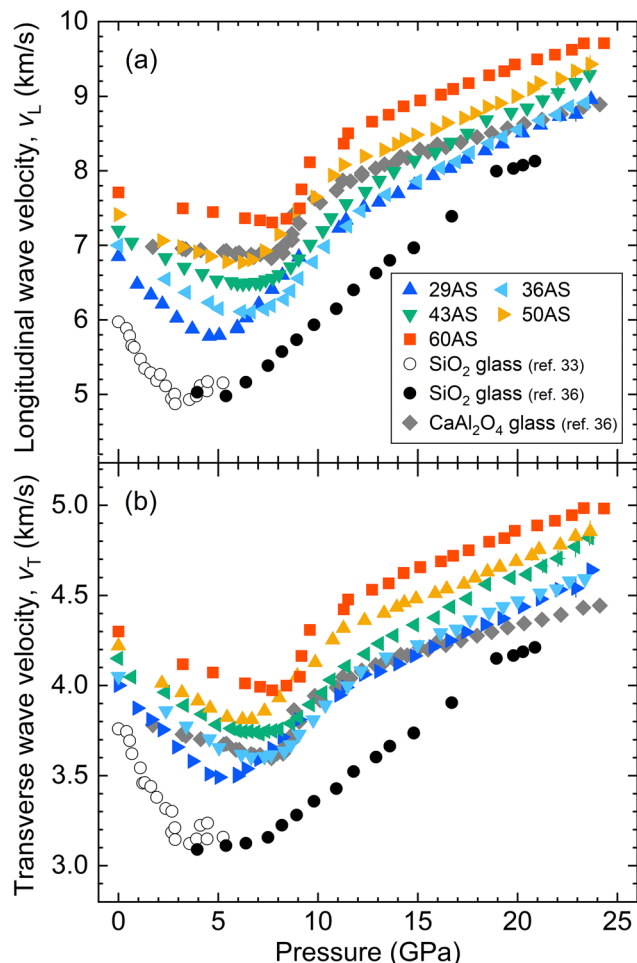 10
(a)
9
8
7
6
5
Longitudinal wave velocity, v_L (km/s)
29AS 36AS
43AS 50AS
60AS
SiO₂ glass (ref. 33)
SiO₂ glass (ref. 36)
CaAl₂O₄ glass (ref. 36)
(b)
5.0
4.5
4.0
3.5
3.0
Transverse wave velocity, v_T (km/s)
0 5 10 15 20 25
Pressure (GPa)